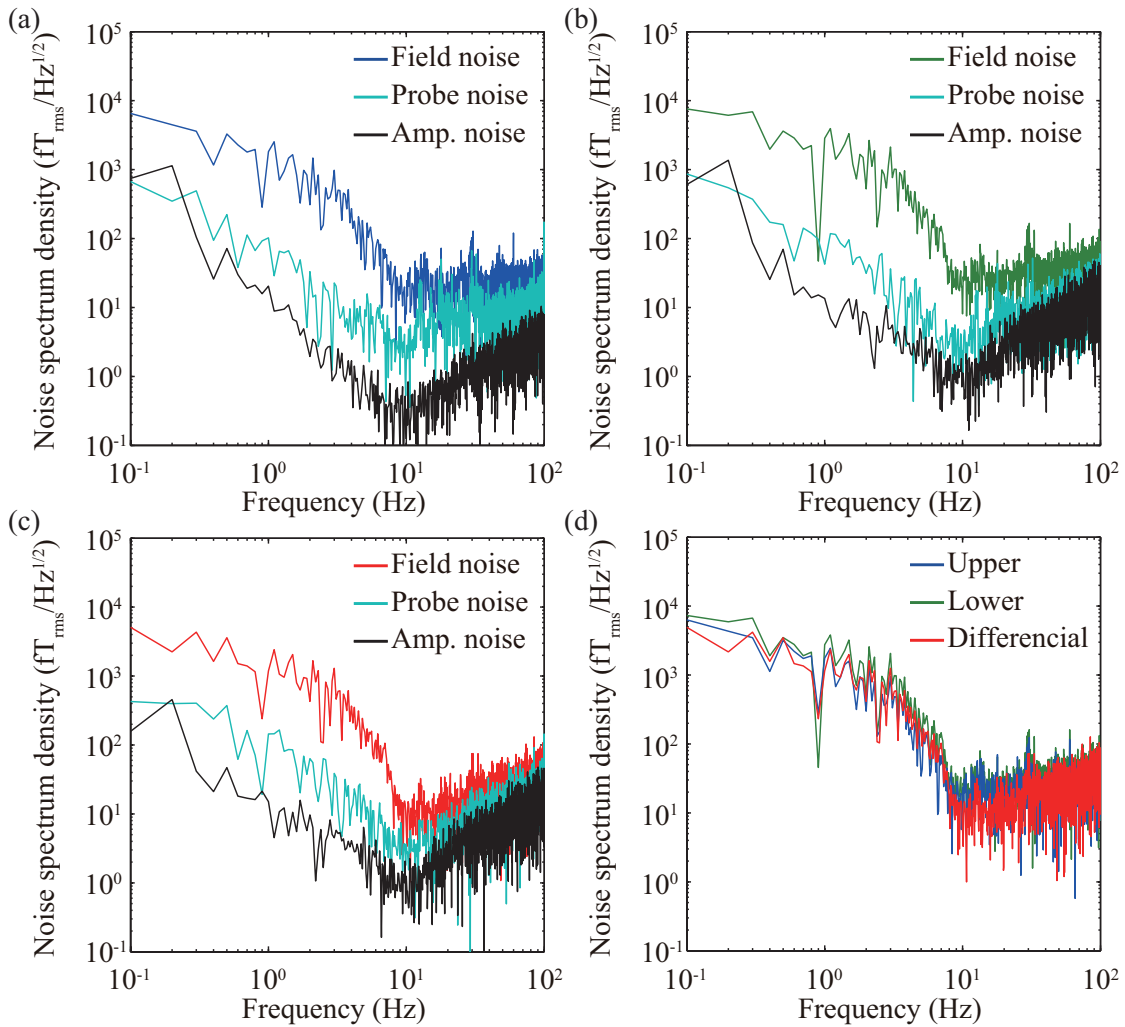 (a)
Noise spectrum density (fT_rms/Hz^1/2)
10^5
10^4
10^3
10^2
10^1
10^0
10^-1
Field noise
Probe noise
Amp. noise
10^-1 10^0 10^1 10^2
Frequency (Hz)
(b)
Noise spectrum density (fT_rms/Hz^1/2)
10^5
10^4
10^3
10^2
10^1
10^0
10^-1
Field noise
Probe noise
Amp. noise
10^-1 10^0 10^1 10^2
Frequency (Hz)
(c)
Noise spectrum density (fT_rms/Hz^1/2)
10^5
10^4
10^3
10^2
10^1
10^0
10^-1
Field noise
Probe noise
Amp. noise
10^-1 10^0 10^1 10^2
Frequency (Hz)
(d)
Noise spectrum density (fT_rms/Hz^1/2)
10^5
10^4
10^3
10^2
10^1
10^0
10^-1
Upper
Lower
Differencial
10^-1 10^0 10^1 10^2
Frequency (Hz)